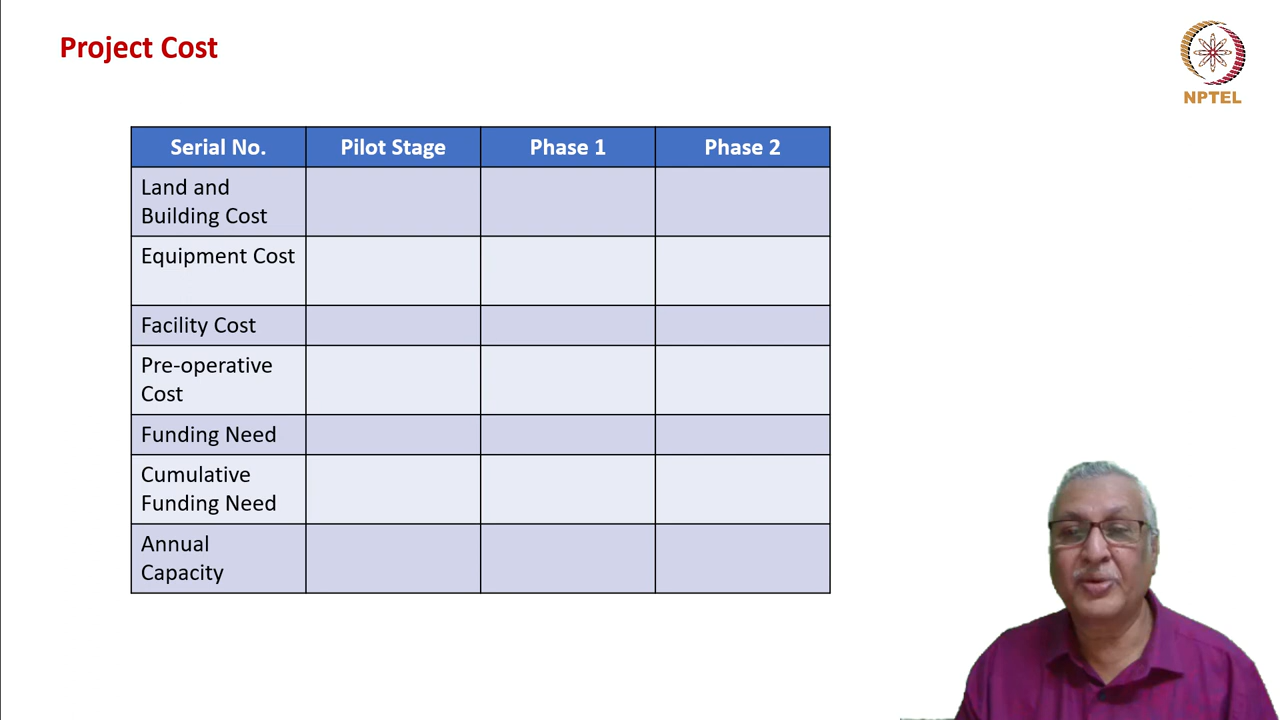 Project Cost
NPTEL
Serial No. Pilot Stage Phase 1 Phase 2
Land and
Building Cost
Equipment Cost
Facility Cost
Pre-operative
Cost
Funding Need
Cumulative
Funding Need
Annual
Capacity